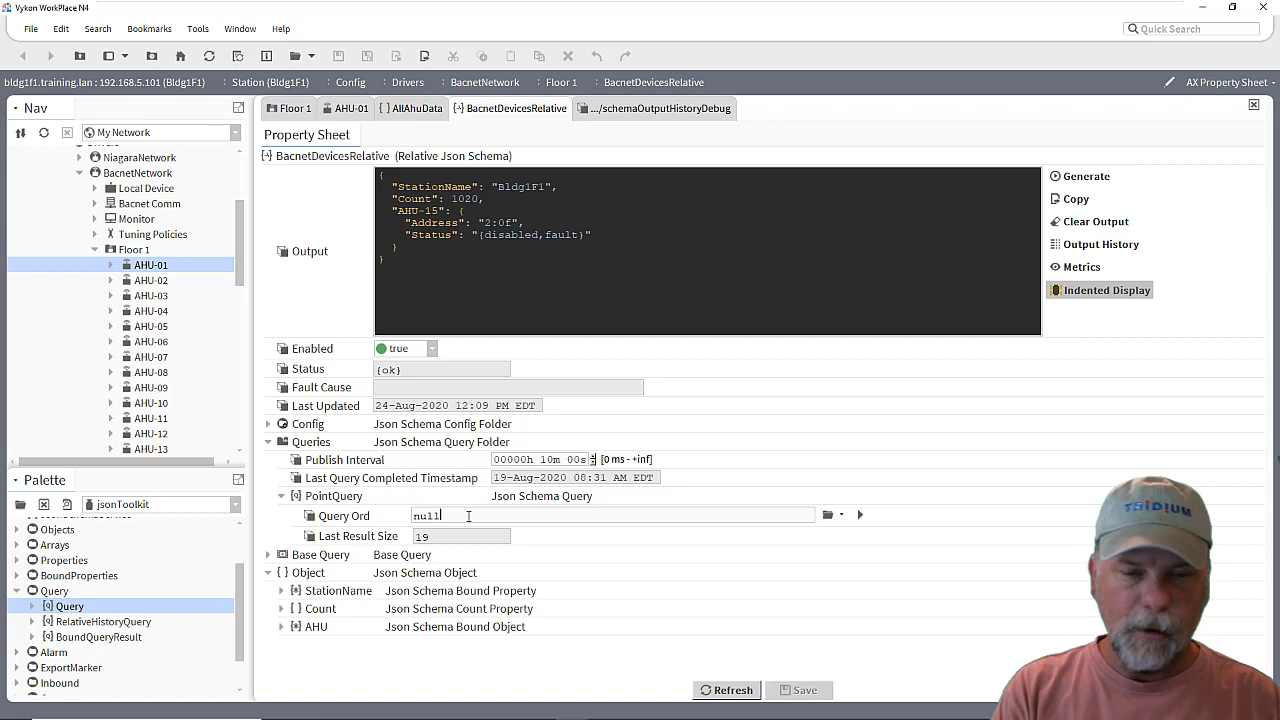 Vykon WorkPlace N4
File Edit Search Bookmarks Tools Window Help
Quick Search
bldg1f1.training.lan : 192.168.5.101 (Bldg1F1) Station (Bldg1F1) Config Drivers BacnetNetwork Floor 1 BacnetDevicesRelative AX Property Sheet
Nav
My Network
NiagaraNetwork
BacnetNetwork
Local Device
Bacnet Comm
Monitor
Tuning Policies
Floor 1
AHU-01
AHU-02
AHU-03
AHU-04
AHU-05
AHU-06
AHU-07
AHU-08
AHU-09
AHU-10
AHU-11
AHU-12
AHU-13
Palette
jsonToolkit
Objects
Arrays
Properties
BoundProperties
Query
Query
RelativeHistoryQuery
BoundQueryResult
Alarm
ExportMarker
Inbound
Floor 1 AHU-01 { } AllAhuData BacnetDevicesRelative .../schemaOutputHistoryDebug
Property Sheet
BacnetDevicesRelative (Relative Json Schema)
Output
{
"StationName": "Bldg1F1",
"Count": 1020,
"AHU-15": {
"Address": "2:0f",
"Status": "{disabled,fault}"
}
}
Generate
Copy
Clear Output
Output History
Metrics
Indented Display
Enabled true
Status {ok}
Fault Cause
Last Updated 24-Aug-2020 12:09 PM EDT
Config Json Schema Config Folder
Queries Json Schema Query Folder
Publish Interval 00000h 10m 00s [0 ms - +inf]
Last Query Completed Timestamp 19-Aug-2020 08:31 AM EDT
PointQuery Json Schema Query
Query Ord null
Last Result Size 19
Base Query Base Query
{ } Object Json Schema Object
StationName Json Schema Bound Property
{ } Count Json Schema Count Property
AHU Json Schema Bound Object
Refresh Save
TRIDIUM